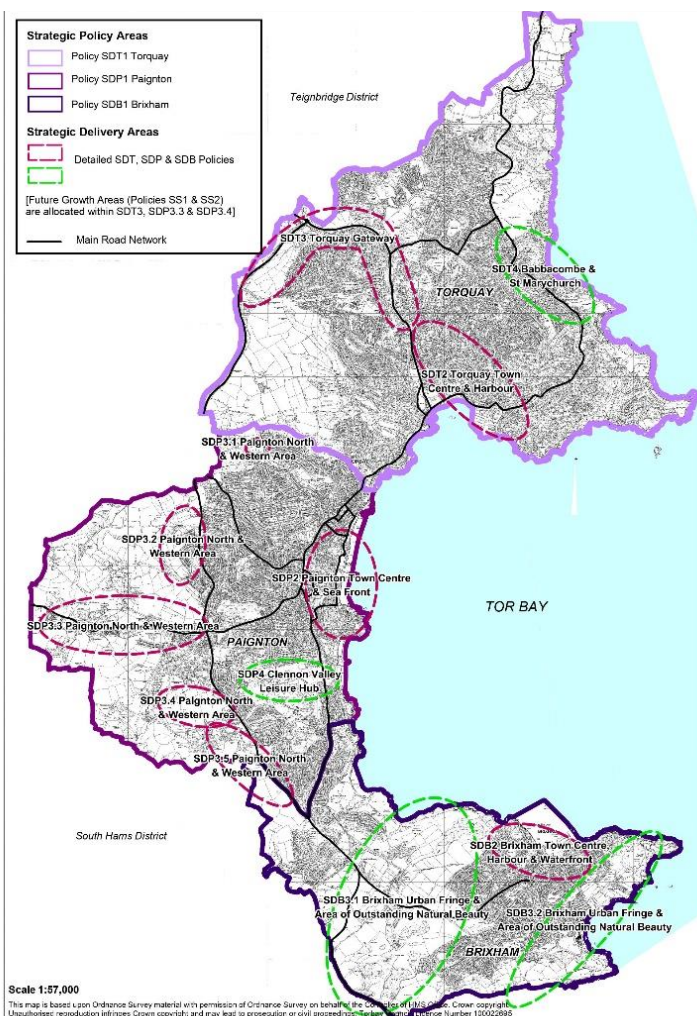 Strategic Policy Areas
Policy SDT1 Torquay
Policy SDP1 Paignton
Policy SDB1 Brixham
Strategic Delivery Areas
Detailed SDT, SDP & SDB Policies
[Future Growth Areas (Policies SS1 & SS2)
are allocated within SDT3, SDP3.3 & SDP3.4]
Main Road Network
Teignbridge District
SDT3 Torquay Gateway
SDT4 Babbacombe &
St Marychurch
TORQUAY
SDT2 Torquay Town
Centre & Harbour
SDP3.1 Paignton North
& Western Area
SDP3.2 Paignton North &
Western Area
SDP2 Paignton Town Centre
& Sea Front
TOR BAY
SDP3.3 Paignton North & Western Area
PAIGNTON
SDP4 Clennon Valley
Leisure Hub
SDP3.4 Paignton North
& Western Area
SDP3.5 Paignton North
& Western Area
South Hams District
SDB2 Brixham Town Centre,
Harbour & Waterfront
SDB3.1 Brixham Urban Fringe &
Area of Outstanding Natural Beauty
SDB3.2 Brixham Urban Fringe &
Area of Outstanding Natural Beauty
BRIXHAM
Scale 1:57,000
This map is based upon Ordnance Survey material with permission of Ordnance Survey on behalf of the Controller of HMS Office. Crown copyright
Unauthorised reproduction infringes Crown copyright and may lead to prosecution or civil proceedings. Torbay Council Licence Number 100022695